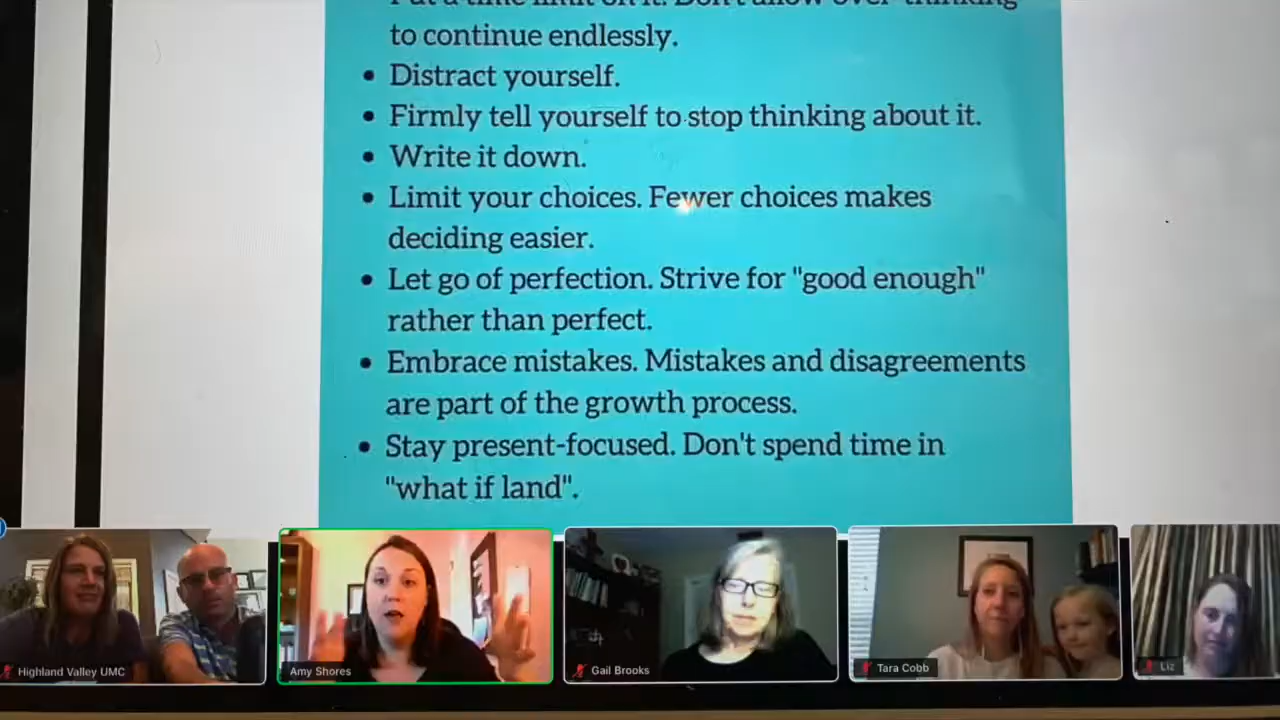 Put a time limit on it. Don't allow over-thinking
to continue endlessly.
• Distract yourself.
• Firmly tell yourself to stop thinking about it.
• Write it down.
• Limit your choices. Fewer choices makes
deciding easier.
• Let go of perfection. Strive for "good enough"
rather than perfect.
• Embrace mistakes. Mistakes and disagreements
are part of the growth process.
• Stay present-focused. Don't spend time in
"what if land".
Highland Valley UMC
Amy Shores
Gail Brooks
Tara Cobb
Liz